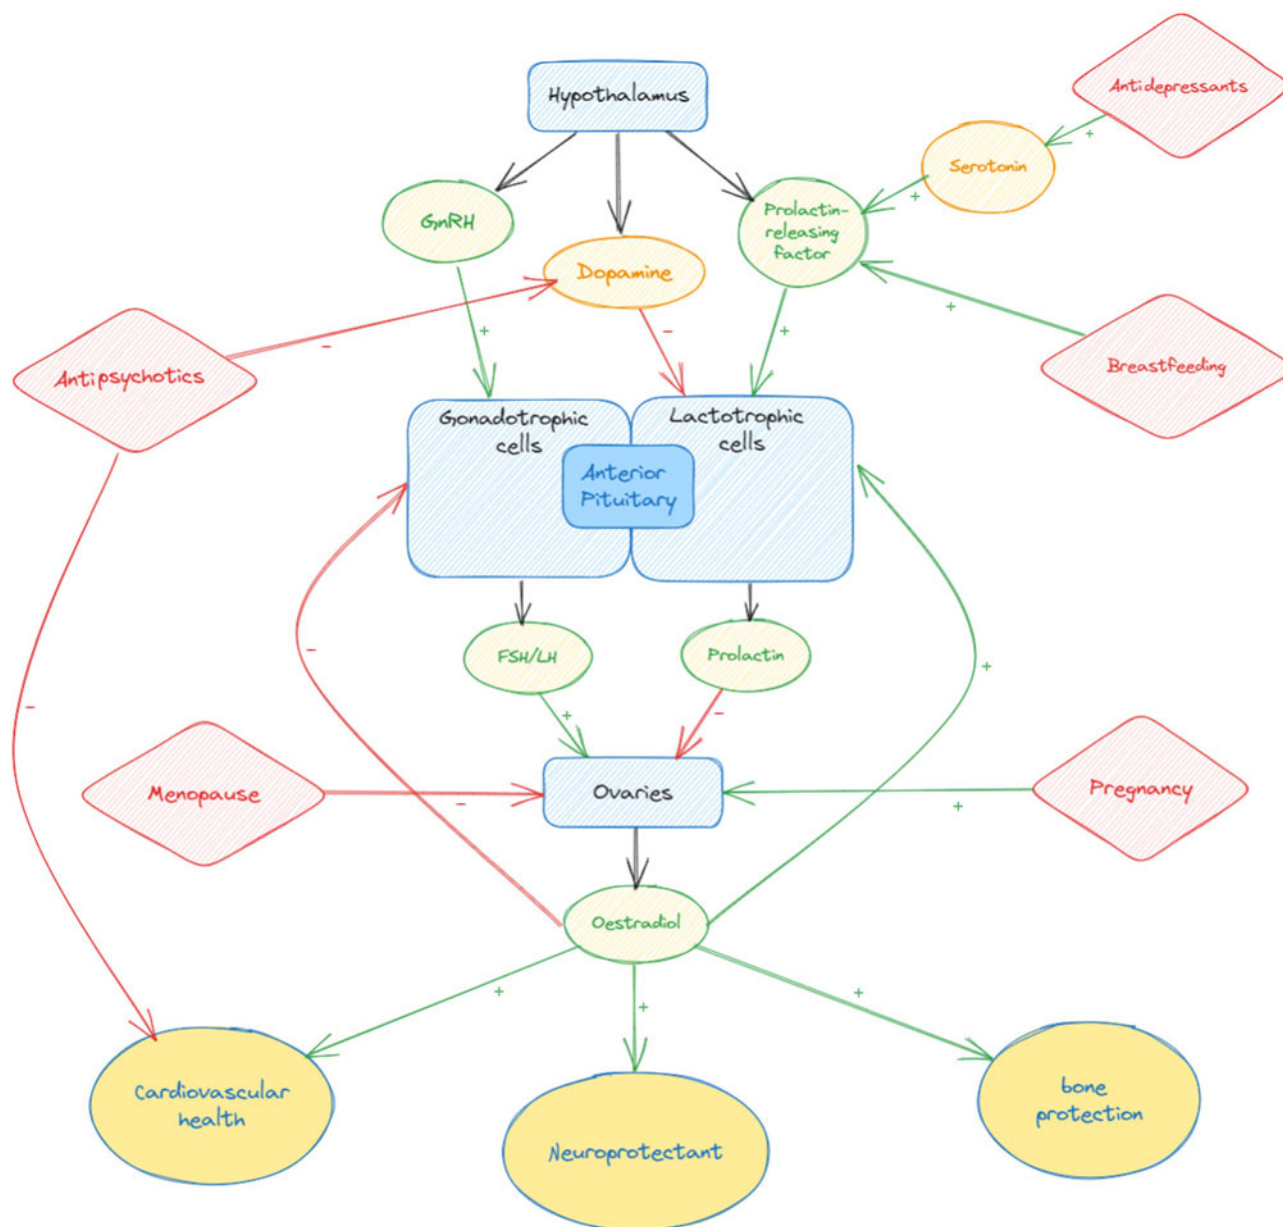 Hypothalamus
Antidepressants
+
Serotonin
+
GnRH
Prolactin-
releasing
factor
Dopamine
+
-
+
+
-
Antipsychotics
Breastfeeding
Gonadotrophic
cells
Lactotrophic
cells
Anterior
Pituitary
-
+
FSH/LH
Prolactin
-
+
-
Menopause
-
Ovaries
+
Pregnancy
Oestradiol
+
+
+
Cardiovascular
health
Neuroprotectant
bone
protection